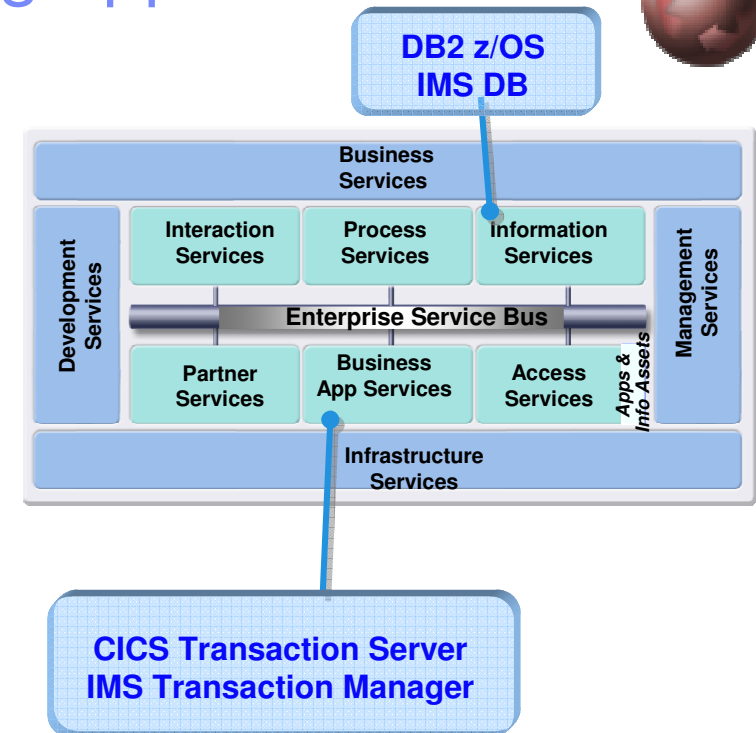 DB2 z/OS
IMS DB
Business
Services
Development
Services
Interaction
Services
Process
Services
Information
Services
Management
Services
Enterprise Service Bus
Partner
Services
Business
App Services
Access
Services
Apps &
Info Assets
Infrastructure
Services
CICS Transaction Server
IMS Transaction Manager